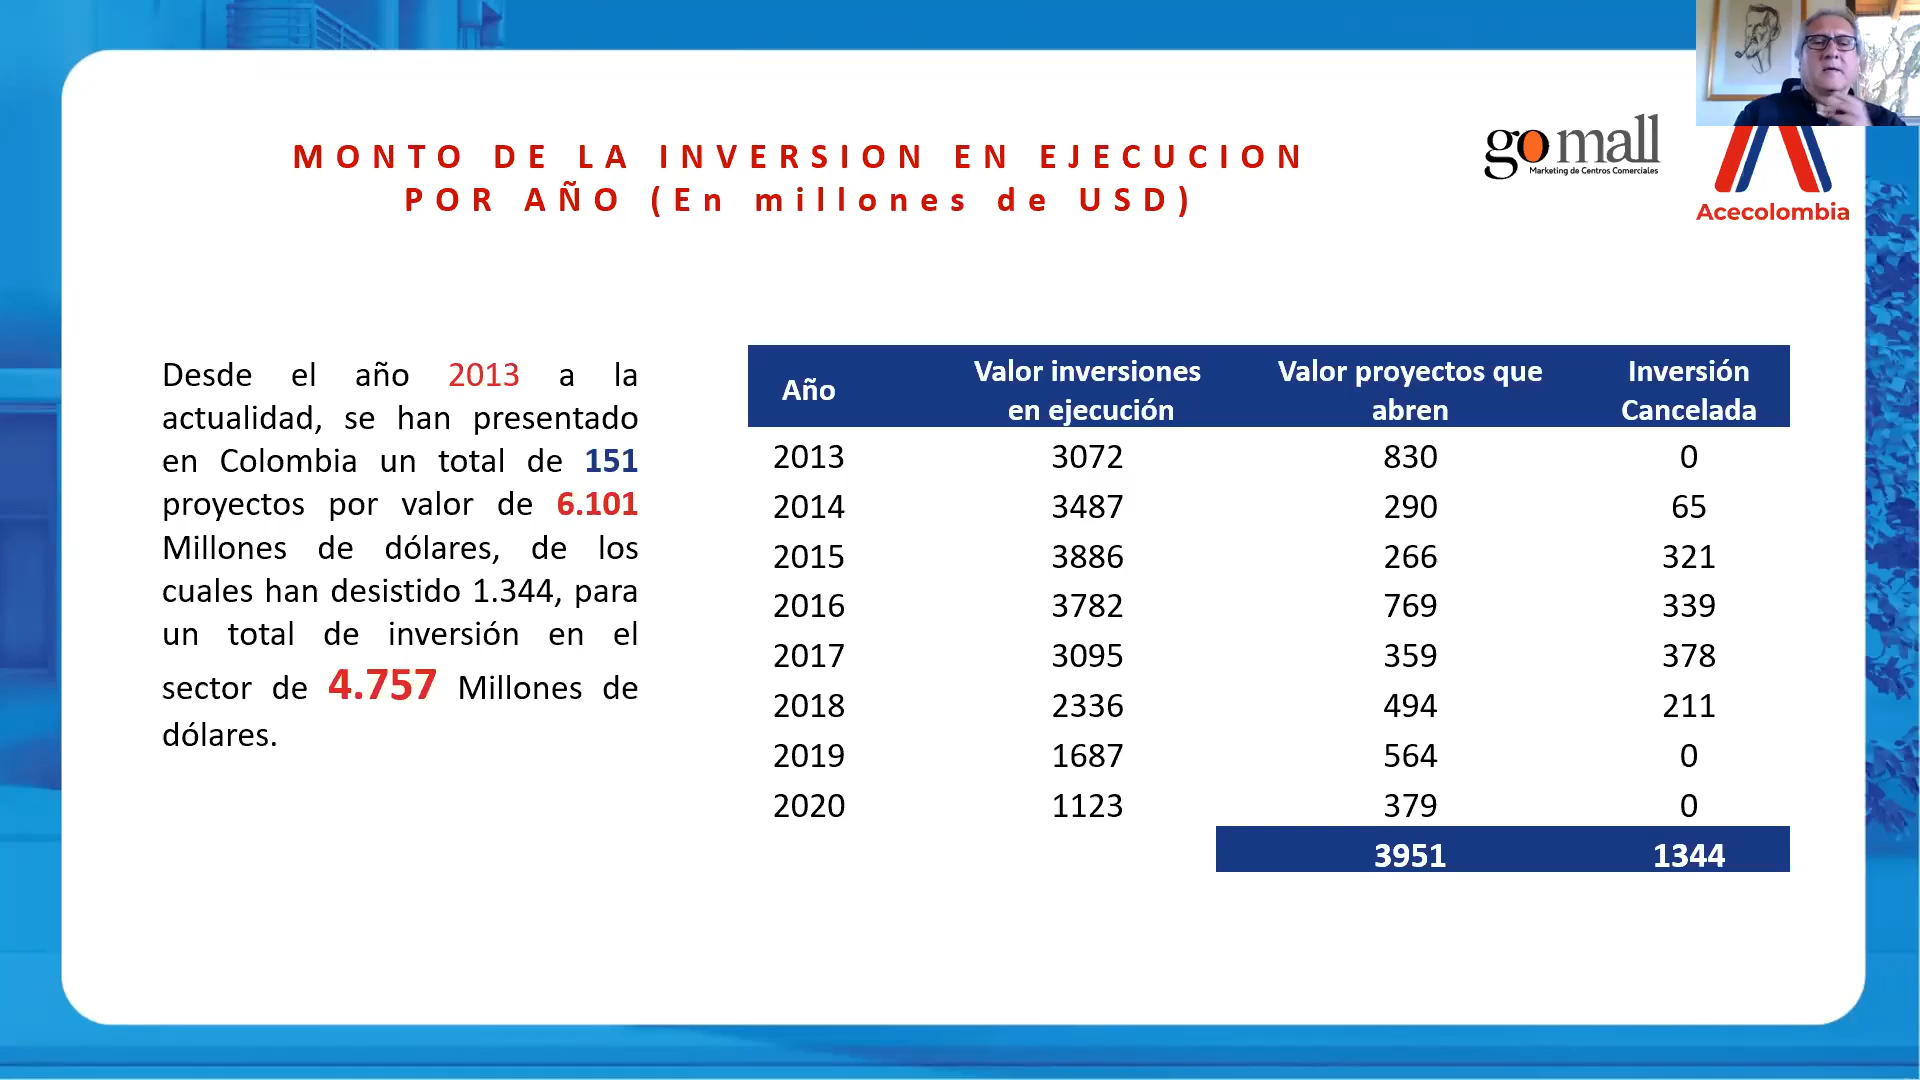 MONTO DE LA INVERSION EN EJECUCION
POR AÑO (En millones de USD)
go mall
Marketing de Centros Comerciales
Acecolombia
Desde el año 2013 a la
actualidad, se han presentado
en Colombia un total de 151
proyectos por valor de 6.101
Millones de dólares, de los
cuales han desistido 1.344, para
un total de inversión en el
sector de 4.757 Millones de
dólares.
Año Valor inversiones en ejecución Valor proyectos que abren Inversión Cancelada
2013 3072 830 0
2014 3487 290 65
2015 3886 266 321
2016 3782 769 339
2017 3095 359 378
2018 2336 494 211
2019 1687 564 0
2020 1123 379 0
3951 1344